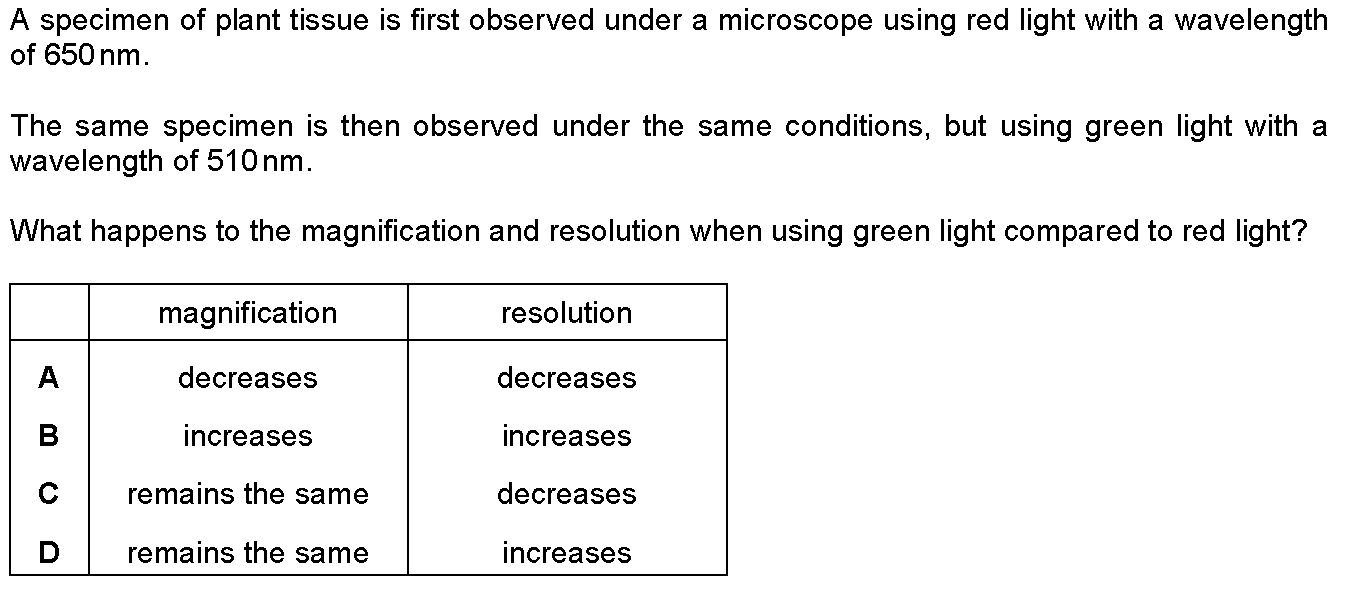 A specimen of plant tissue is first observed under a microscope using red light with a wavelength
of 650 nm.
The same specimen is then observed under the same conditions, but using green light with a
wavelength of 510 nm.
What happens to the magnification and resolution when using green light compared to red light?
magnification resolution
A decreases decreases
B increases increases
C remains the same decreases
D remains the same increases